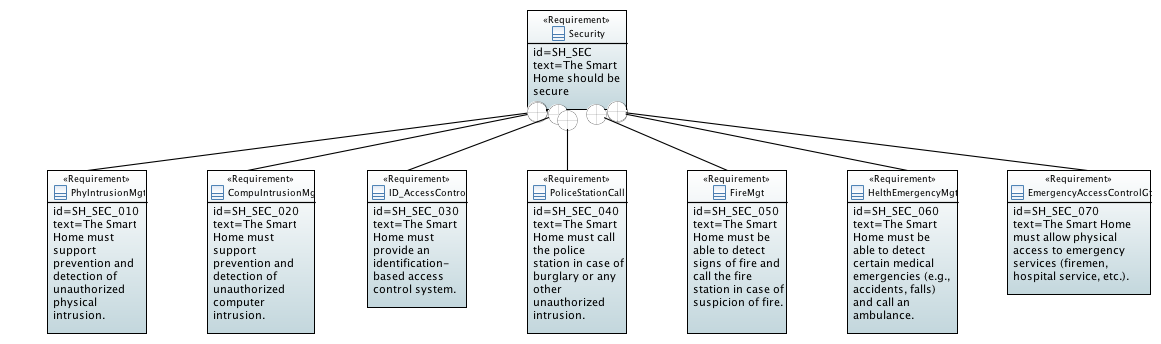 «Requirement»
Security
id=SH_SEC
text=The Smart
Home should be
secure
«Requirement»
PhyIntrusionMgt
id=SH_SEC_010
text=The Smart
Home must
support
prevention and
detection of
unauthorized
physical
intrusion.
«Requirement»
CompuIntrusionMg
id=SH_SEC_020
text=The Smart
Home must
support
prevention and
detection of
unauthorized
computer
intrusion.
«Requirement»
ID_AccessContro
id=SH_SEC_030
text=The Smart
Home must
provide an
identification-
based access
control system.
«Requirement»
PoliceStationCall
id=SH_SEC_040
text=The Smart
Home must call
the police
station in case of
burglary or any
other
unauthorized
intrusion.
«Requirement»
FireMgt
id=SH_SEC_050
text=The Smart
Home must be
able to detect
signs of fire and
call the fire
station in case of
suspicion of fire.
«Requirement»
HelthEmergencyMgt
id=SH_SEC_060
text=The Smart
Home must be
able to detect
certain medical
emergencies (e.g.,
accidents, falls)
and call an
ambulance.
«Requirement»
EmergencyAccessControlGt
id=SH_SEC_070
text=The Smart Home
must allow physical
access to emergency
services (firemen,
hospital service, etc.).